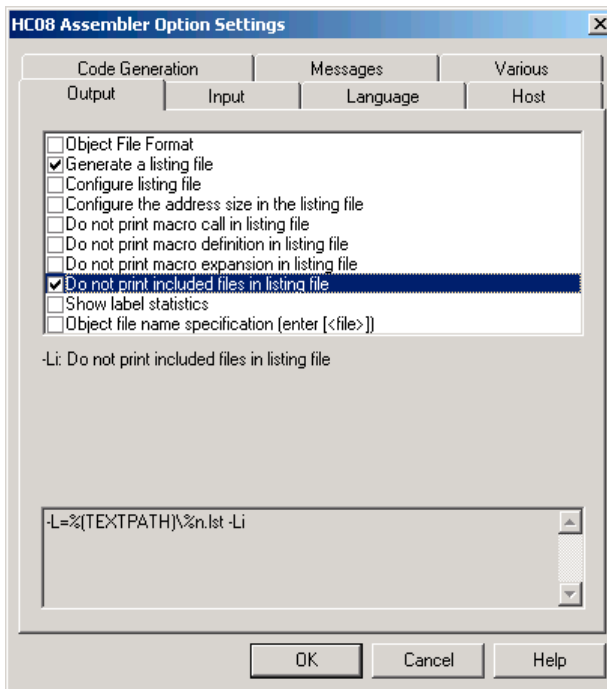 HC08 Assembler Option Settings
Code Generation Messages Various
Output Input Language Host
Object File Format
Generate a listing file
Configure listing file
Configure the address size in the listing file
Do not print macro call in listing file
Do not print macro definition in listing file
Do not print macro expansion in listing file
Do not print included files in listing file
Show label statistics
Object file name specification (enter [<file>])
-Li: Do not print included files in listing file
-L=%(TEXTPATH)\%n.lst -Li
OK Cancel Help